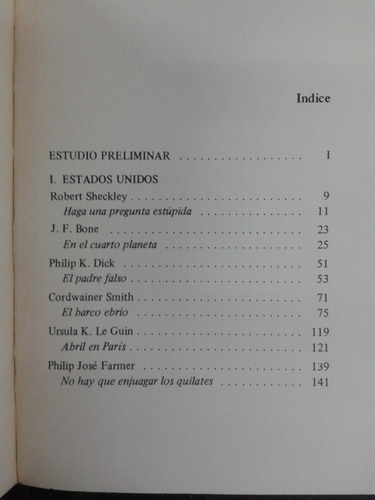 Indice
ESTUDIO PRELIMINAR . . . . . . . . . . . . . . . . . . I
I. ESTADOS UNIDOS
Robert Sheckley . . . . . . . . . . . . . . . . . . . . . . . . 9
Haga una pregunta estúpida . . . . . . . . . . . . . . . 11
J. F. Bone . . . . . . . . . . . . . . . . . . . . . . . . . . . 23
En el cuarto planeta . . . . . . . . . . . . . . . . . . . . 25
Philip K. Dick . . . . . . . . . . . . . . . . . . . . . . . . 51
El padre falso . . . . . . . . . . . . . . . . . . . . . . . . 53
Cordwainer Smith . . . . . . . . . . . . . . . . . . . . . . 71
El barco ebrio . . . . . . . . . . . . . . . . . . . . . . . . 75
Ursula K. Le Guin . . . . . . . . . . . . . . . . . . . . . . 119
Abril en París . . . . . . . . . . . . . . . . . . . . . . . . 121
Philip José Farmer . . . . . . . . . . . . . . . . . . . . . 139
No hay que enjuagar los quilates . . . . . . . . . . . 141